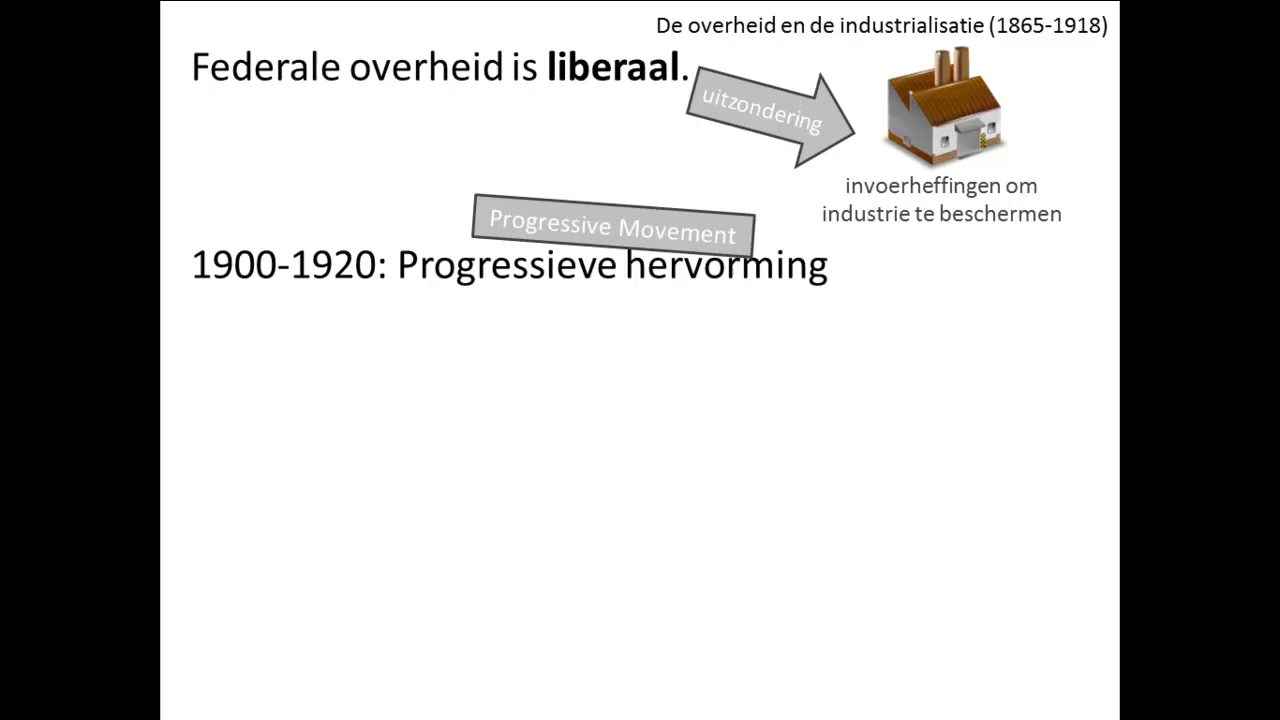 De overheid en de industrialisatie (1865-1918)
Federale overheid is liberaal.
uitzondering
invoerheffingen om
industrie te beschermen
Progressive Movement
1900-1920: Progressieve hervorming